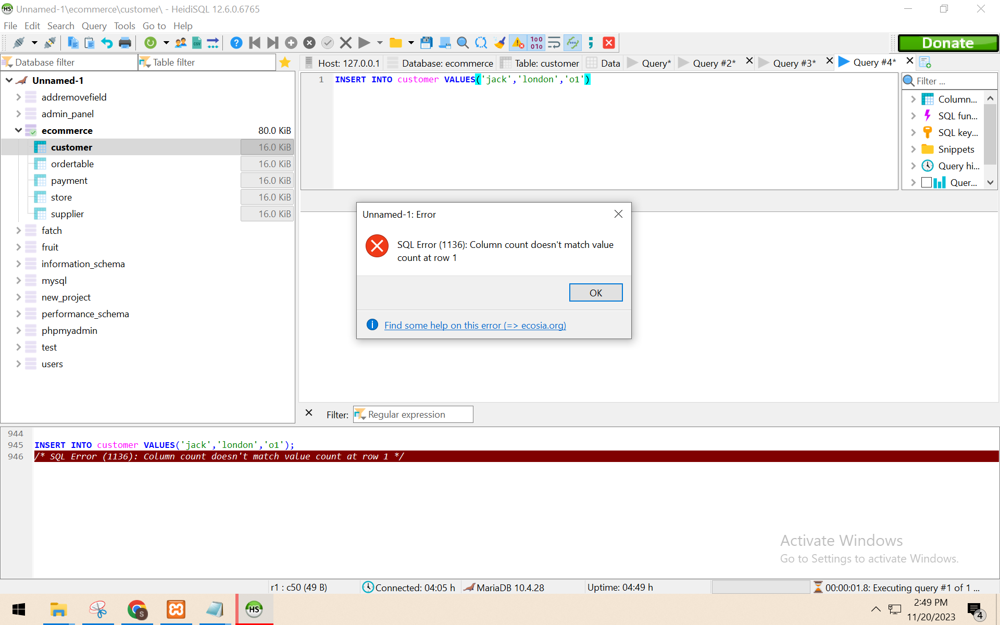 Unnamed-1\ecommerce\customer\ - HeidiSQL 12.6.0.6765
File Edit Search Query Tools Go to Help
Donate
Database filter
Table filter
Host: 127.0.0.1 Database: ecommerce Table: customer Data Query* Query #2* Query #3* Query #4*
Unnamed-1
addremovefield
admin_panel
ecommerce 80.0 KiB
customer 16.0 KiB
ordertable 16.0 KiB
payment 16.0 KiB
store 16.0 KiB
supplier 16.0 KiB
fatch
fruit
information_schema
mysql
new_project
performance_schema
phpmyadmin
test
users
1 INSERT INTO customer VALUES('jack','london','o1')
Filter ...
Column...
SQL fun...
SQL key...
Snippets
Query hi...
Quer...
Unnamed-1: Error
SQL Error (1136): Column count doesn't match value
count at row 1
OK
Find some help on this error (=> ecosia.org)
Filter: Regular expression
944
945 INSERT INTO customer VALUES('jack','london','o1');
946 /* SQL Error (1136): Column count doesn't match value count at row 1 */
Activate Windows
Go to Settings to activate Windows.
r1 : c50 (49 B) Connected: 04:05 h MariaDB 10.4.28 Uptime: 04:49 h 00:00:01.8: Executing query #1 of 1 ...
HS
2:49 PM
11/20/2023
4